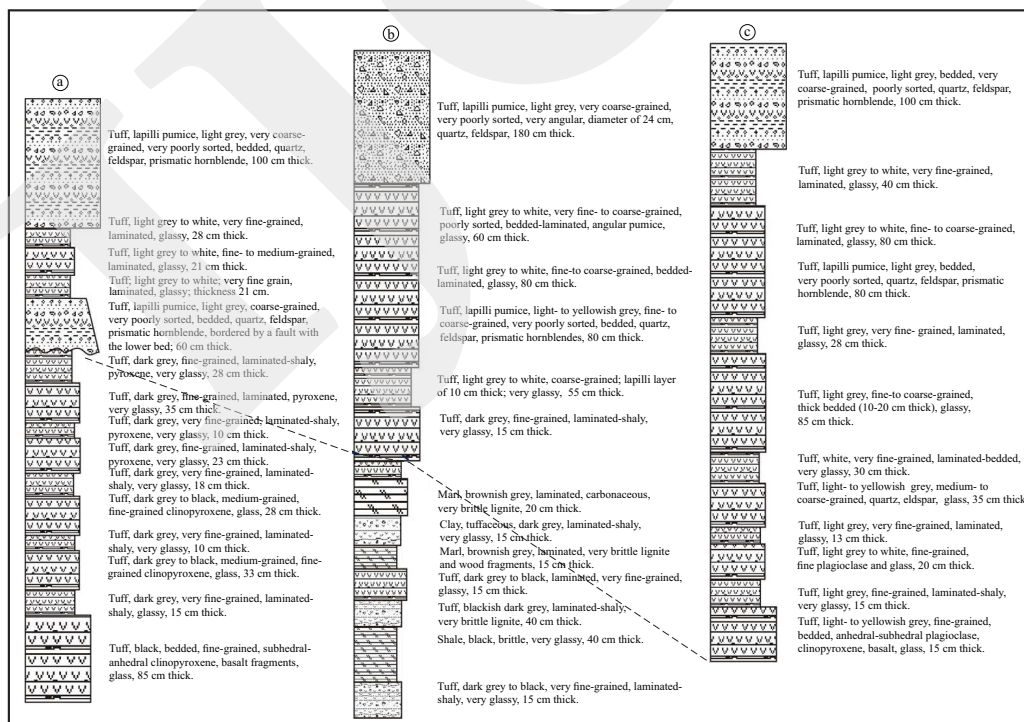 a
Tuff, lapilli pumice, light grey, very coarse-
grained, very poorly sorted, bedded, quartz,
feldspar, prismatic hornblende, 100 cm thick.
Tuff, light grey to white, very fine-grained,
laminated, glassy, 28 cm thick.
Tuff, light grey to white, fine- to medium-grained,
laminated, glassy, 21 cm thick.
Tuff, light grey to white; very fine grain,
laminated, glassy; thickness 21 cm.
Tuff, lapilli pumice, light grey, coarse-grained,
very poorly sorted, bedded, quartz, feldspar,
prismatic hornblende, bordered by a fault with
the lower bed; 60 cm thick.
Tuff, dark grey, fine-grained, laminated-shaly,
pyroxene, very glassy, 28 cm thick.
Tuff, dark grey, fine-grained, laminated, pyroxene,
very glassy, 35 cm thick.
Tuff, dark grey, very fine-grained, laminated-shaly,
pyroxene, very glassy, 10 cm thick.
Tuff, dark grey, fine-grained, laminated-shaly,
pyroxene, very glassy, 23 cm thick.
Tuff, dark grey, very fine-grained, laminated-
shaly, very glassy, 18 cm thick.
Tuff, dark grey to black, medium-grained,
fine-grained clinopyroxene, glass, 28 cm thick.
Tuff, dark grey, very fine-grained, laminated-
shaly, very glassy, 10 cm thick.
Tuff, dark grey to black, medium-grained, fine-
grained clinopyroxene, glass, 33 cm thick.
Tuff, dark grey, very fine-grained, laminated-
shaly, glassy, 15 cm thick.
Tuff, black, bedded, fine-grained, subhedral-
anhedral clinopyroxene, basalt fragments,
glass, 85 cm thick.
b
Tuff, lapilli pumice, light grey, very coarse-grained,
very poorly sorted, very angular, diameter of 24 cm,
quartz, feldspar, 180 cm thick.
Tuff, light grey to white, very fine- to coarse-grained,
poorly sorted, bedded-laminated, angular pumice,
glassy, 60 cm thick.
Tuff, light grey to white, fine-to coarse-grained, bedded-
laminated, glassy, 80 cm thick.
Tuff, lapilli pumice, light- to yellowish grey, fine- to
coarse-grained, very poorly sorted, bedded, quartz,
feldspar, prismatic hornblendes, 80 cm thick.
Tuff, light grey to white, coarse-grained; lapilli layer
of 10 cm thick; very glassy, 55 cm thick.
Tuff, dark grey, fine-grained, laminated-shaly,
very glassy, 15 cm thick.
Marl, brownish grey, laminated, carbonaceous,
very brittle lignite, 20 cm thick.
Clay, tuffaceous, dark grey, laminated-shaly,
very glassy, 15 cm thick.
Marl, brownish grey, laminated, very brittle lignite
and wood fragments, 15 cm thick.
Tuff, dark grey to black, laminated, very fine-grained,
glassy, 15 cm thick.
Tuff, blackish dark grey, laminated-shaly,
very brittle lignite, 40 cm thick.
Shale, black, brittle, very glassy, 40 cm thick.
Tuff, dark grey to black, very fine-grained, laminated-
shaly, very glassy, 15 cm thick.
c
Tuff, lapilli pumice, light grey, bedded, very
coarse-grained, poorly sorted, quartz, feldspar,
prismatic hornblende, 100 cm thick.
Tuff, light grey to white, very fine-grained,
laminated, glassy, 40 cm thick.
Tuff, light grey to white, fine- to coarse-grained,
laminated, glassy, 80 cm thick.
Tuff, lapilli pumice, light grey, bedded,
very poorly sorted, quartz, feldspar, prismatic
hornblende, 80 cm thick.
Tuff, light grey, very fine- grained, laminated,
glassy, 28 cm thick.
Tuff, light grey, fine-to coarse-grained,
thick bedded (10-20 cm thick), glassy,
85 cm thick.
Tuff, white, very fine-grained, laminated-bedded,
very glassy, 30 cm thick.
Tuff, light- to yellowish grey, medium- to
coarse-grained, quartz, eldspar, glass, 35 cm thick
Tuff, light grey, very fine-grained, laminated,
glassy, 13 cm thick.
Tuff, light grey to white, fine-grained,
fine plagioclase and glass, 20 cm thick.
Tuff, light grey, fine-grained, laminated-shaly,
very glassy, 15 cm thick.
Tuff, light- to yellowish grey, fine-grained,
bedded, anhedral-subhedral plagioclase,
clinopyroxene, basalt, glass, 15 cm thick.